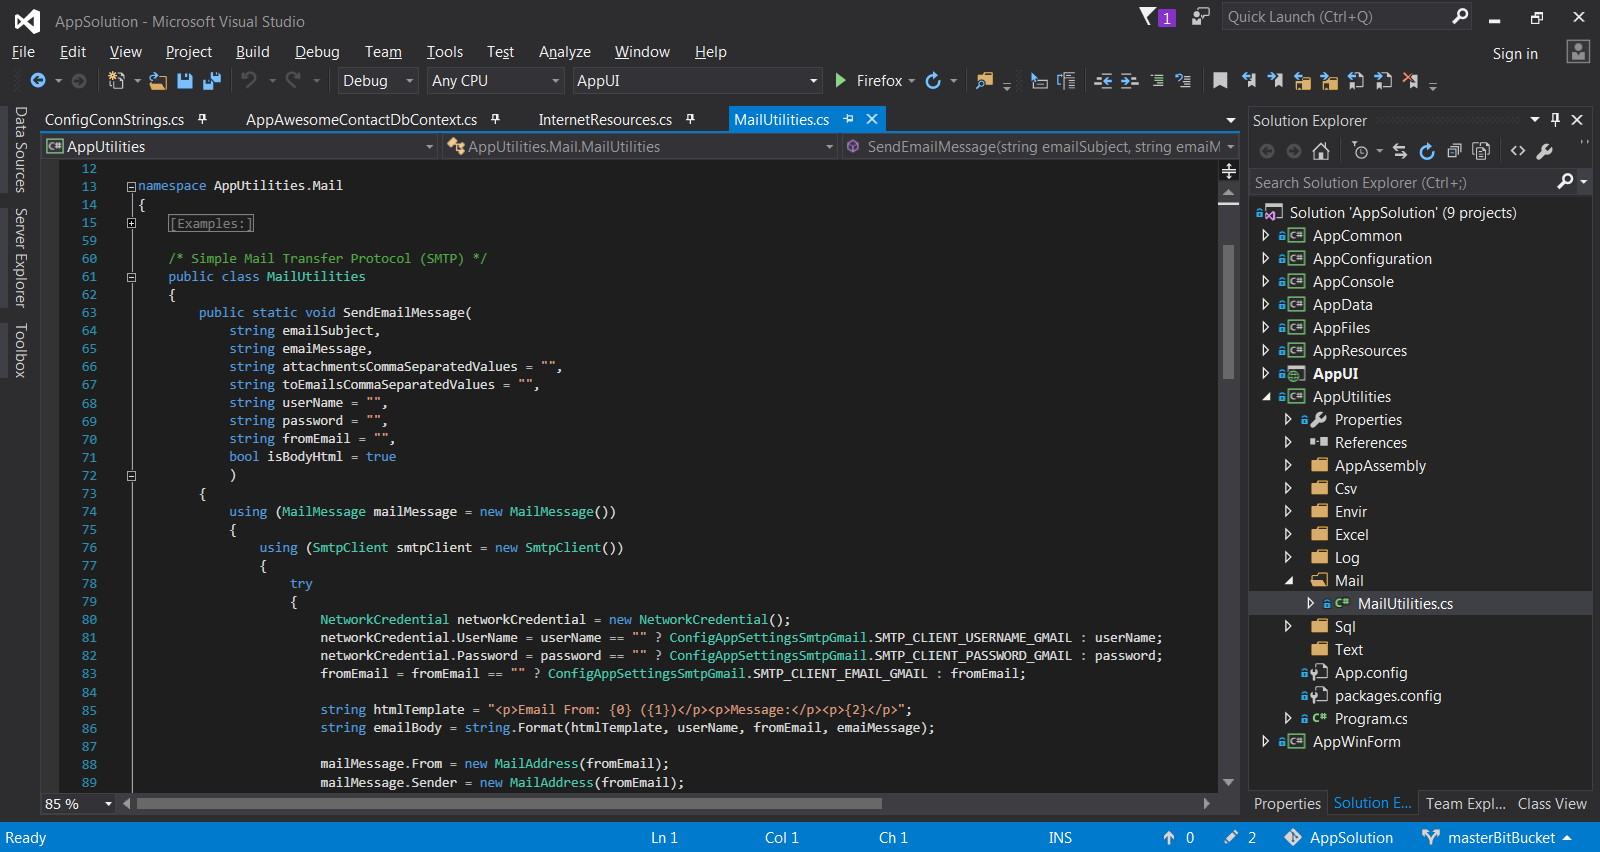 AppSolution - Microsoft Visual Studio
1
Quick Launch (Ctrl+Q)
File Edit View Project Build Debug Team Tools Test Analyze Window Help
Sign in
Debug Any CPU AppUI Firefox
Data Sources
Server Explorer
Toolbox
ConfigConnStrings.cs AppAwesomeContactDbContext.cs InternetResources.cs MailUtilities.cs
AppUtilities AppUtilities.Mail.MailUtilities SendEmailMessage(string emailSubject, string emaiM
12
13 namespace AppUtilities.Mail
14 {
15 [Examples:]
59
60 /* Simple Mail Transfer Protocol (SMTP) */
61 public class MailUtilities
62 {
63 public static void SendEmailMessage(
64 string emailSubject,
65 string emaiMessage,
66 string attachmentsCommaSeparatedValues = "",
67 string toEmailsCommaSeparatedValues = "",
68 string userName = "",
69 string password = "",
70 string fromEmail = "",
71 bool isBodyHtml = true
72 )
73 {
74 using (MailMessage mailMessage = new MailMessage())
75 {
76 using (SmtpClient smtpClient = new SmtpClient())
77 {
78 try
79 {
80 NetworkCredential networkCredential = new NetworkCredential();
81 networkCredential.UserName = userName == "" ? ConfigAppSettingsSmtpGmail.SMTP_CLIENT_USERNAME_GMAIL : userName;
82 networkCredential.Password = password == "" ? ConfigAppSettingsSmtpGmail.SMTP_CLIENT_PASSWORD_GMAIL : password;
83 fromEmail = fromEmail == "" ? ConfigAppSettingsSmtpGmail.SMTP_CLIENT_EMAIL_GMAIL : fromEmail;
84
85 string htmlTemplate = "<p>Email From: {0} ({1})</p><p>Message:</p><p>{2}</p>";
86 string emailBody = string.Format(htmlTemplate, userName, fromEmail, emaiMessage);
87
88 mailMessage.From = new MailAddress(fromEmail);
89 mailMessage.Sender = new MailAddress(fromEmail);
85 %
Solution Explorer
Search Solution Explorer (Ctrl+;)
Solution 'AppSolution' (9 projects)
C# AppCommon
C# AppConfiguration
C# AppConsole
C# AppData
C# AppFiles
C# AppResources
AppUI
C# AppUtilities
Properties
References
AppAssembly
Csv
Envir
Excel
Log
Mail
C# MailUtilities.cs
Sql
Text
App.config
packages.config
C# Program.cs
C# AppWinForm
Properties Solution E... Team Expl... Class View
Ready Ln 1 Col 1 Ch 1 INS 0 2 AppSolution masterBitBucket